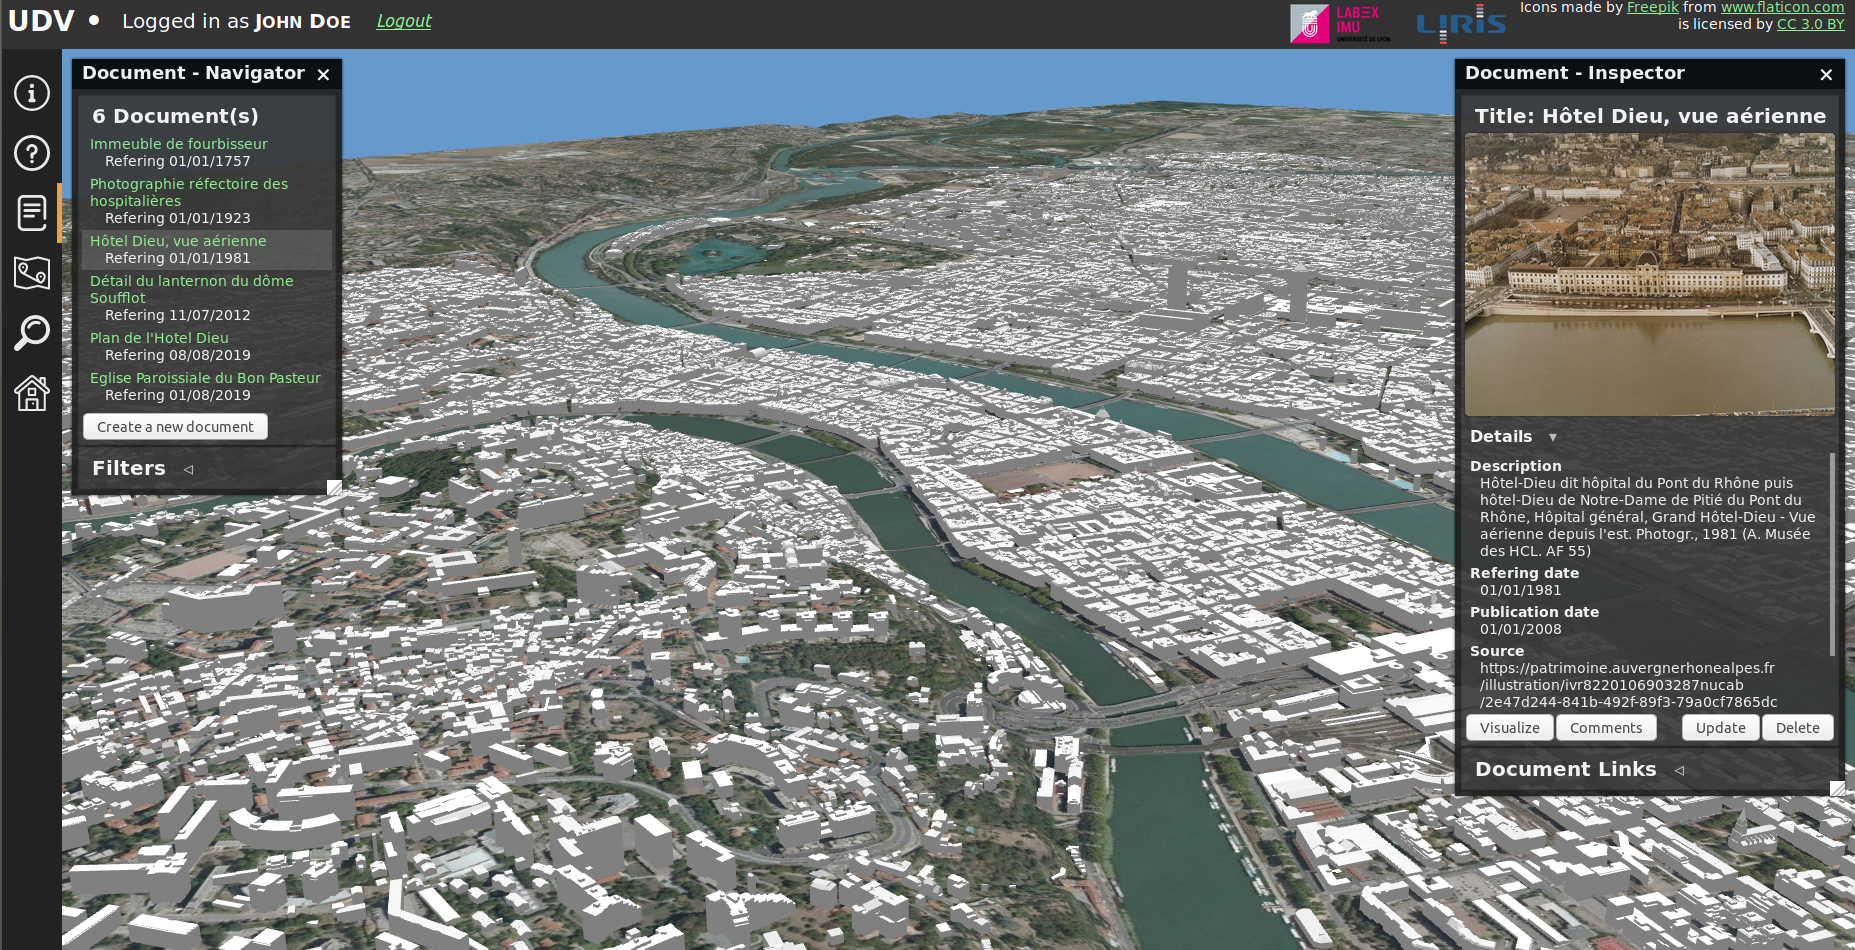 UDV • Logged in as JOHN DOE Logout
LABEX
IMU
UNIVERSITÉ DE LYON
LIRIS
Icons made by Freepik from www.flaticon.com
is licensed by CC 3.0 BY
Document - Navigator ×
6 Document(s)
Immeuble de fourbisseur
Refering 01/01/1757
Photographie réfectoire des
hospitalières
Refering 01/01/1923
Hôtel Dieu, vue aérienne
Refering 01/01/1981
Détail du lanternon du dôme
Soufflot
Refering 11/07/2012
Plan de l'Hotel Dieu
Refering 08/08/2019
Eglise Paroissiale du Bon Pasteur
Refering 01/08/2019
Create a new document
Filters
Document - Inspector ×
Title: Hôtel Dieu, vue aérienne
Details
Description
Hôtel-Dieu dit hôpital du Pont du Rhône puis
hôtel-Dieu de Notre-Dame de Pitié du Pont du
Rhône, Hôpital général, Grand Hôtel-Dieu - Vue
aérienne depuis l'est. Photogr., 1981 (A. Musée
des HCL. AF 55)
Refering date
01/01/1981
Publication date
01/01/2008
Source
https://patrimoine.auvergnerhonealpes.fr
/illustration/ivr8220106903287nucab
/2e47d244-841b-492f-89f3-79a0cf7865dc
Visualize Comments Update Delete
Document Links